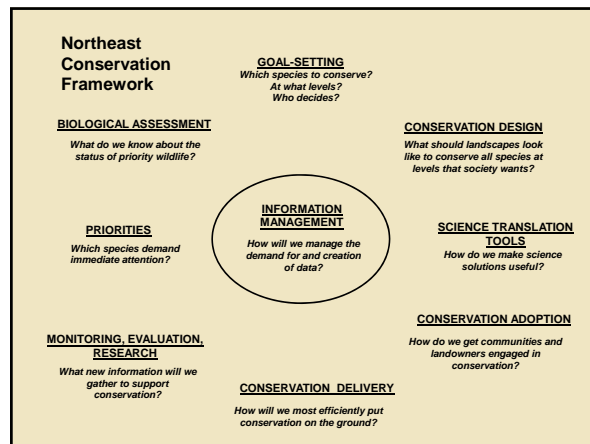 Northeast
Conservation
Framework
GOAL-SETTING
Which species to conserve?
At what levels?
Who decides?
BIOLOGICAL ASSESSMENT
What do we know about the
status of priority wildlife?
CONSERVATION DESIGN
What should landscapes look
like to conserve all species at
levels that society wants?
INFORMATION
MANAGEMENT
How will we manage the
demand for and creation
of data?
PRIORITIES
Which species demand
immediate attention?
SCIENCE TRANSLATION
TOOLS
How do we make science
solutions useful?
CONSERVATION ADOPTION
How do we get communities and
landowners engaged in
conservation?
MONITORING, EVALUATION,
RESEARCH
What new information will we
gather to support
conservation?
CONSERVATION DELIVERY
How will we most efficiently put
conservation on the ground?